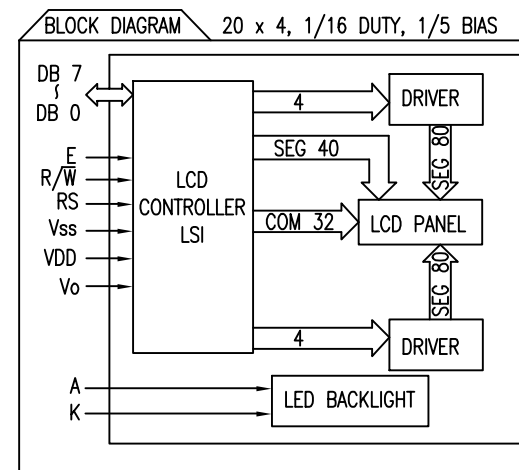 BLOCK DIAGRAM 20 x 4, 1/16 DUTY, 1/5 BIAS
DB 7
~
DB 0
E
R/W̅
RS
Vss
VDD
Vo
LCD
CONTROLLER
LSI
4
DRIVER
SEG 80
SEG 40
COM 32
LCD PANEL
SEG 80
4
DRIVER
A
K
LED BACKLIGHT